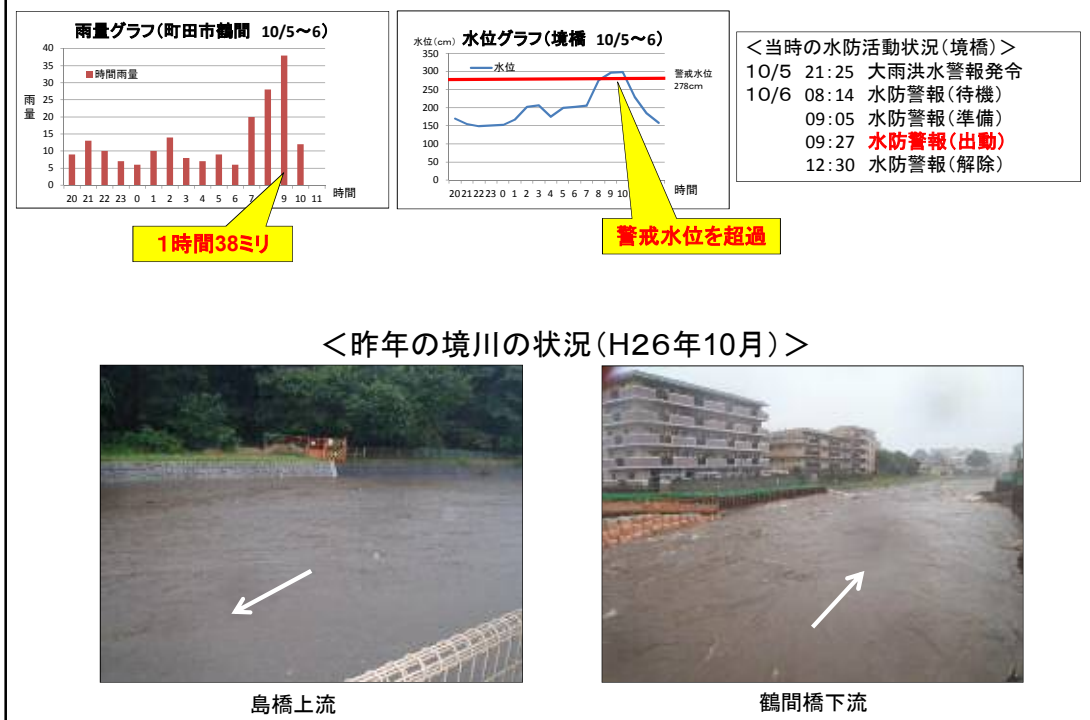 雨量グラフ(町田市鶴間 10/5～6)
40
35
30
25
20
15
10
5
0
雨量
時間雨量
20 21 22 23 0 1 2 3 4 5 6 7 9 10 11
時間
1時間38ミリ
水位(cm)
水位グラフ(境橋 10/5～6)
350
300
250
200
150
100
50
0
水位
警戒水位
278cm
20 21 22 23 0 1 2 3 4 5 6 7 8 9 10
時間
警戒水位を超過
＜当時の水防活動状況(境橋)＞
10/5 21:25 大雨洪水警報発令
10/6 08:14 水防警報(待機)
09:05 水防警報(準備)
09:27 水防警報(出動)
12:30 水防警報(解除)
＜昨年の境川の状況(H26年10月)＞
島橋上流
鶴間橋下流